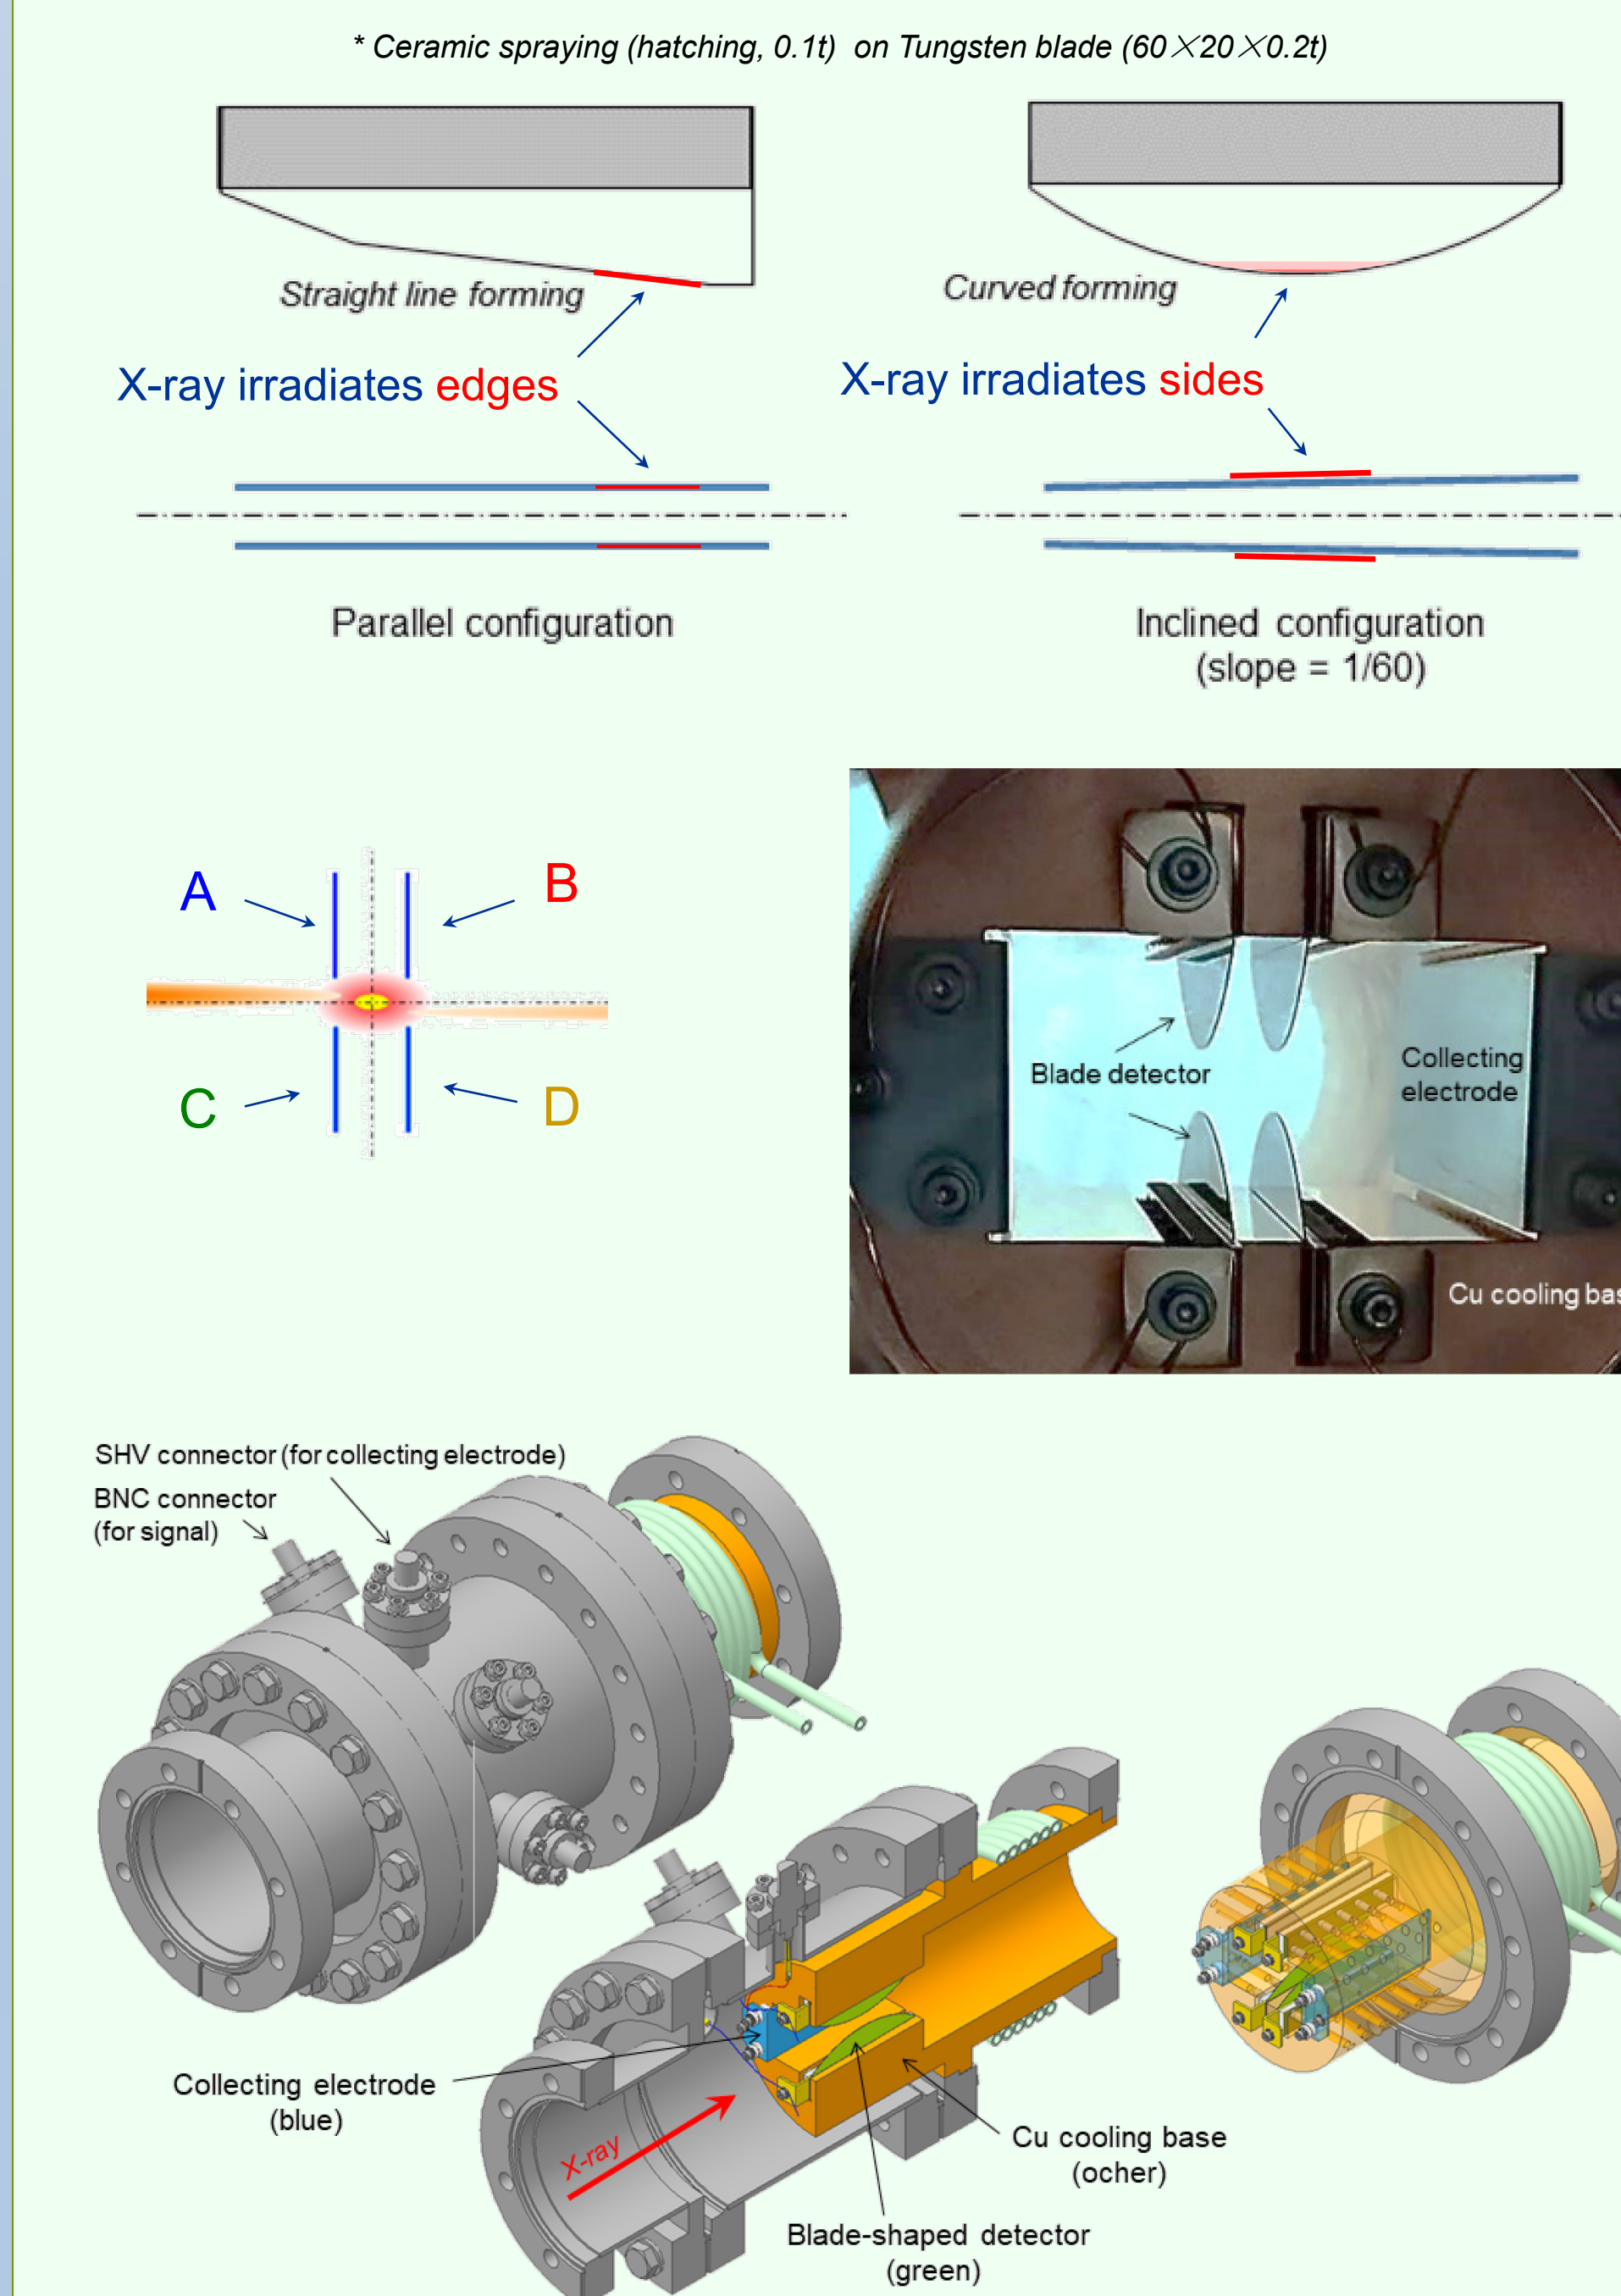 * Ceramic spraying (hatching, 0.1t) on Tungsten blade (60×20×0.2t)
Straight line forming
Curved forming
X-ray irradiates edges
X-ray irradiates sides
Parallel configuration
Inclined configuration
(slope = 1/60)
A
B
C
D
Blade detector
Collecting
electrode
Cu cooling
SHV connector (for collecting electrode)
BNC connector
(for signal)
Collecting electrode
(blue)
X-ray
Cu cooling base
(ocher)
Blade-shaped detector
(green)